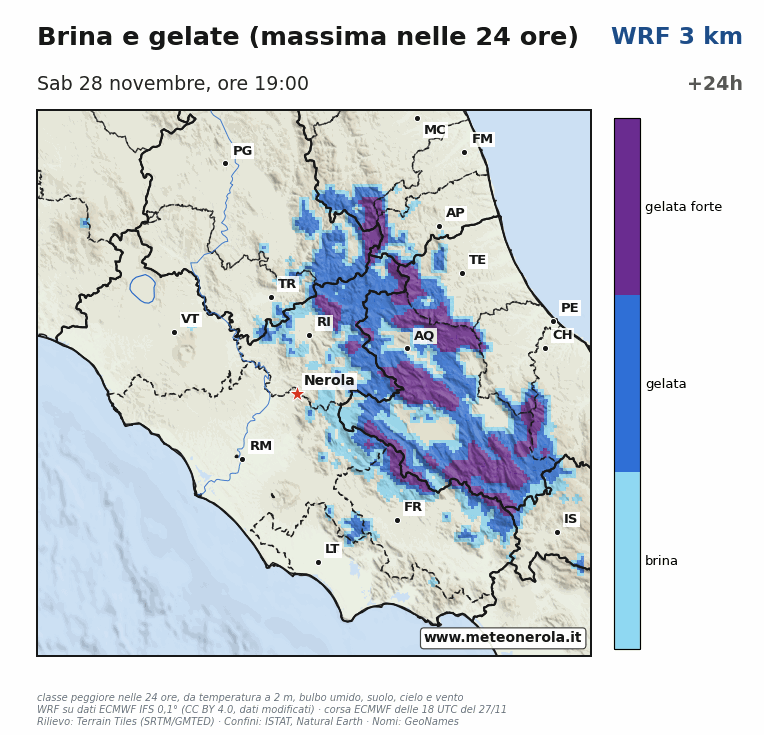 Brina e gelate (massima nelle 24 ore) WRF 3 km
Sab 28 novembre, ore 19:00 +24h
MC
FM
PG
gelata forte
AP
TE
TR
PE
VT
RI
AQ
CH
Nerola
gelata
RM
FR
IS
LT
brina
www.meteonerola.it
classe peggiore nelle 24 ore, da temperatura a 2 m, bulbo umido, suolo, cielo e vento
WRF su dati ECMWF IFS 0,1° (CC BY 4.0, dati modificati) · corsa ECMWF delle 18 UTC del 27/11
Rilievo: Terrain Tiles (SRTM/GMTED) · Confini: ISTAT, Natural Earth · Nomi: GeoNames